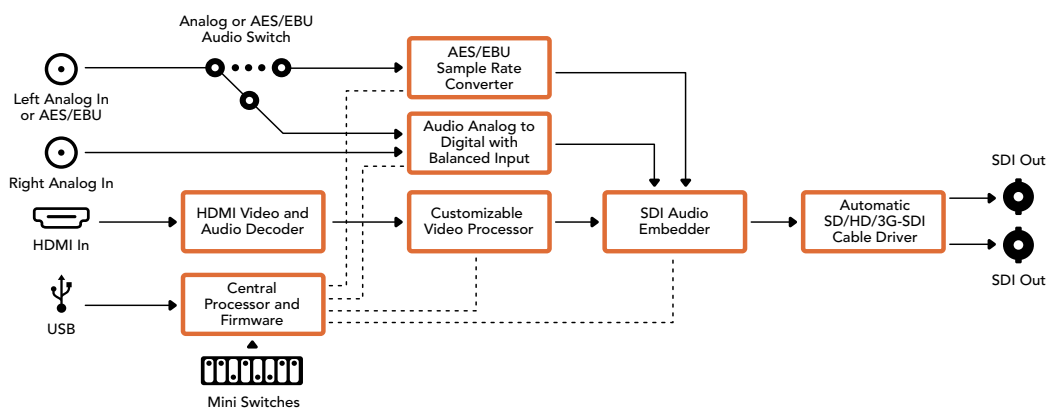 Analog or AES/EBU
Audio Switch
Left Analog In
or AES/EBU
Right Analog In
HDMI In
USB
AES/EBU
Sample Rate
Converter
Audio Analog to
Digital with
Balanced Input
HDMI Video and
Audio Decoder
Customizable
Video Processor
SDI Audio
Embedder
Automatic
SD/HD/3G-SDI
Cable Driver
SDI Out
SDI Out
Central
Processor and
Firmware
Mini Switches